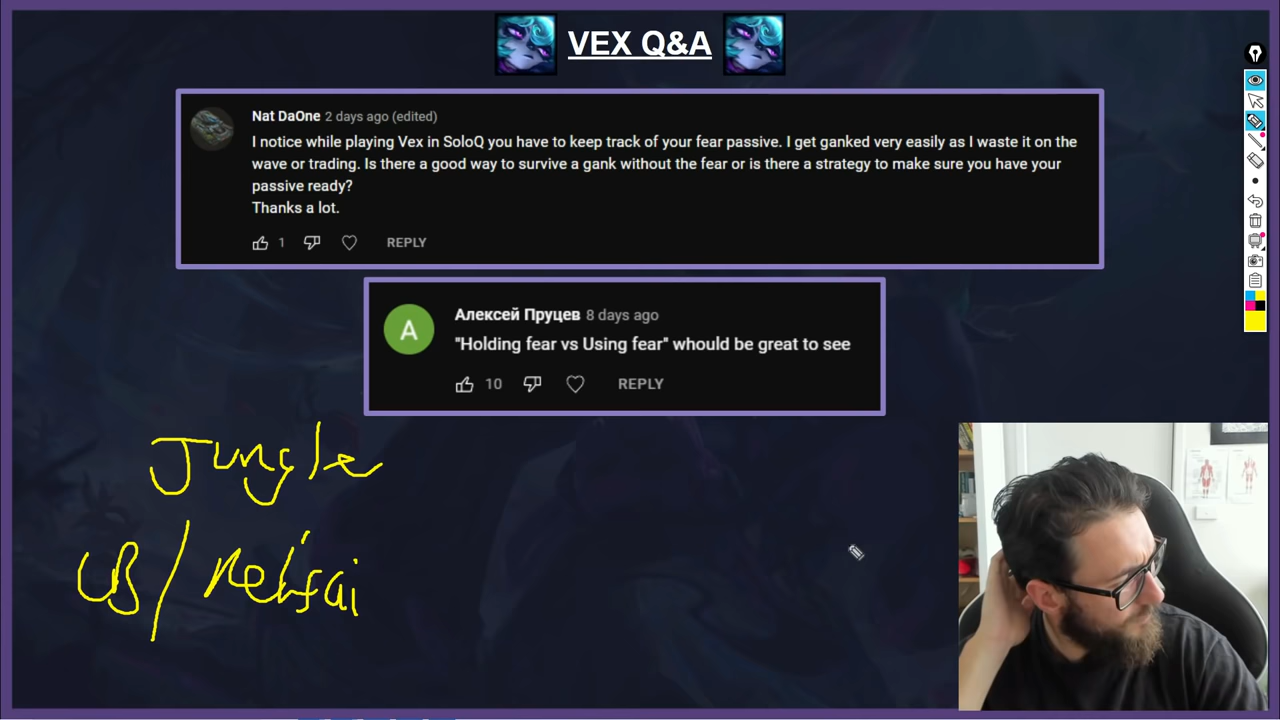 VEX Q&A
Nat DaOne 2 days ago (edited)
I notice while playing Vex in SoloQ you have to keep track of your fear passive. I get ganked very easily as I waste it on the
wave or trading. Is there a good way to survive a gank without the fear or is there a strategy to make sure you have your
passive ready?
Thanks a lot.
1 REPLY
A
Алексей Пруцев 8 days ago
"Holding fear vs Using fear" whould be great to see
10 REPLY
Jungle